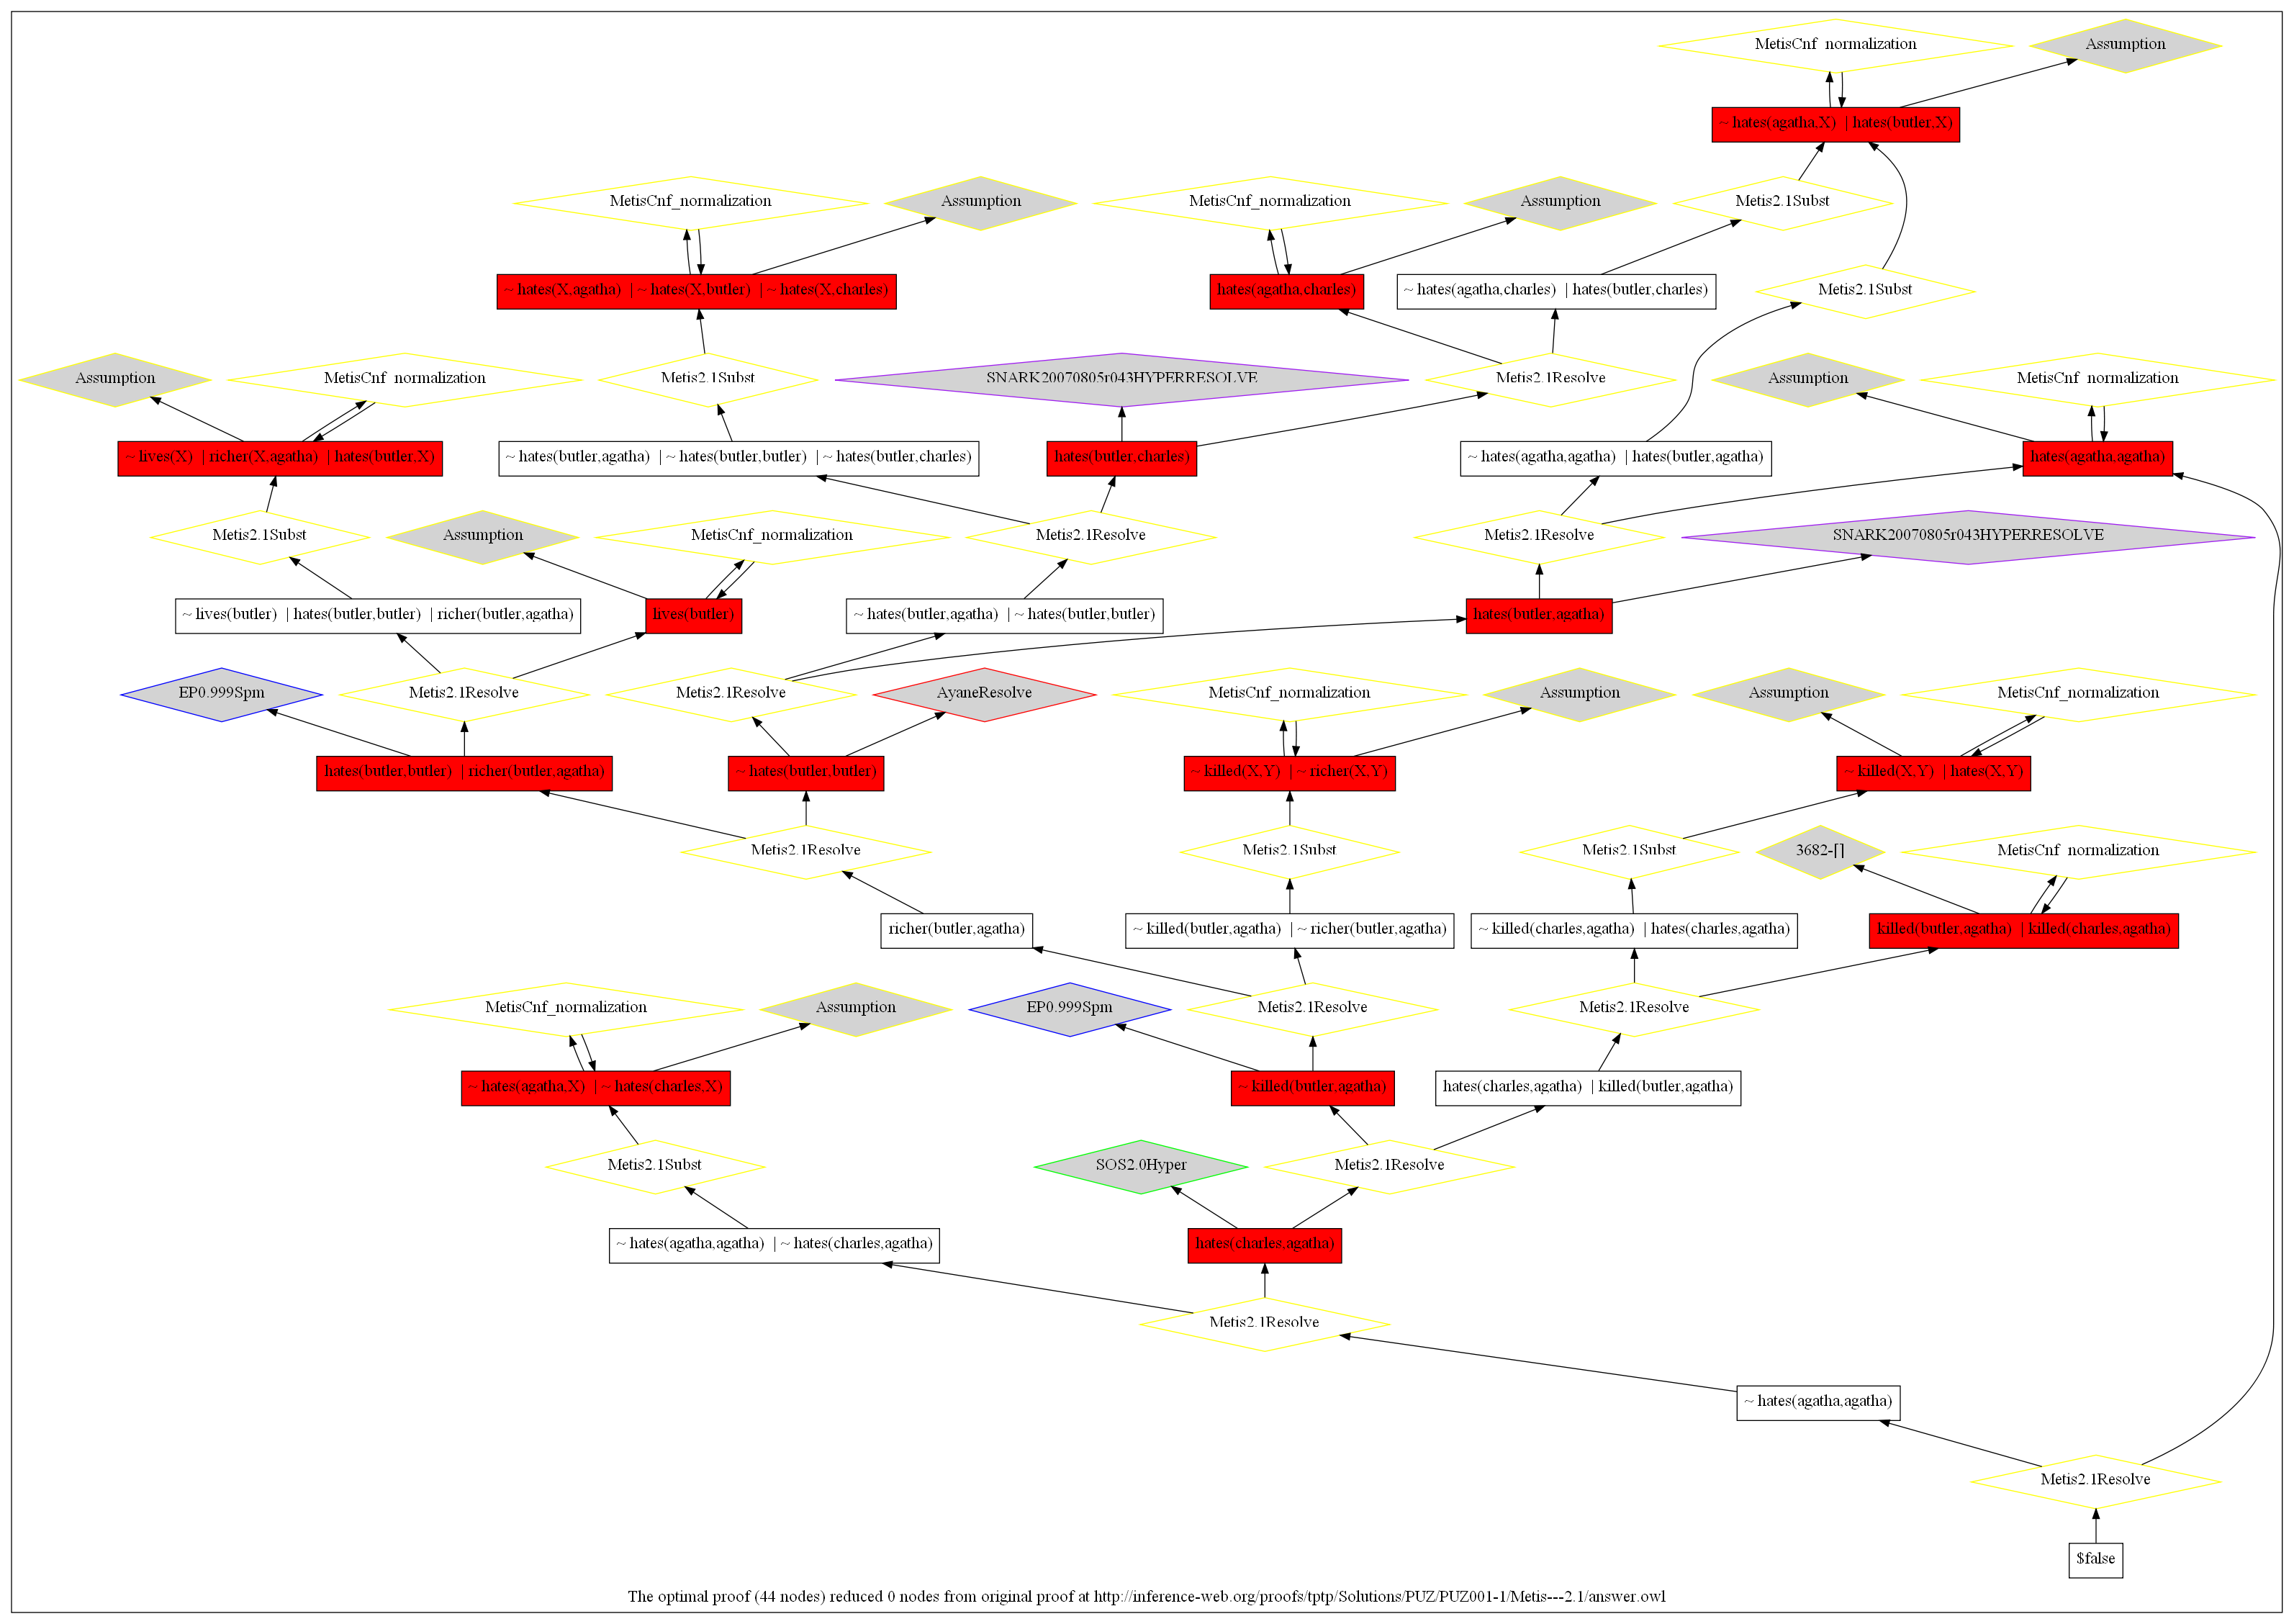 MetisCnf_normalization
Assumption
~ hates(agatha,X) | hates(butler,X)
MetisCnf_normalization
Assumption
MetisCnf_normalization
Assumption
Metis2.1Subst
~ hates(X,agatha) | ~ hates(X,butler) | ~ hates(X,charles)
hates(agatha,charles)
~ hates(agatha,charles) | hates(butler,charles)
Metis2.1Subst
Assumption
MetisCnf_normalization
Metis2.1Subst
SNARK20070805r043HYPERRESOLVE
Metis2.1Resolve
Assumption
MetisCnf_normalization
~ lives(X) | richer(X,agatha) | hates(butler,X)
~ hates(butler,agatha) | ~ hates(butler,butler) | ~ hates(butler,charles)
hates(butler,charles)
~ hates(agatha,agatha) | hates(butler,agatha)
hates(agatha,agatha)
Metis2.1Subst
Assumption
MetisCnf_normalization
Metis2.1Resolve
Metis2.1Resolve
SNARK20070805r043HYPERRESOLVE
~ lives(butler) | hates(butler,butler) | richer(butler,agatha)
lives(butler)
~ hates(butler,agatha) | ~ hates(butler,butler)
hates(butler,agatha)
EP0.999Spm
Metis2.1Resolve
Metis2.1Resolve
AyaneResolve
MetisCnf_normalization
Assumption
Assumption
MetisCnf_normalization
hates(butler,butler) | richer(butler,agatha)
~ hates(butler,butler)
~ killed(X,Y) | ~ richer(X,Y)
~ killed(X,Y) | hates(X,Y)
Metis2.1Resolve
Metis2.1Subst
Metis2.1Subst
3682-[]
MetisCnf_normalization
richer(butler,agatha)
~ killed(butler,agatha) | ~ richer(butler,agatha)
~ killed(charles,agatha) | hates(charles,agatha)
killed(butler,agatha) | killed(charles,agatha)
MetisCnf_normalization
Assumption
EP0.999Spm
Metis2.1Resolve
Metis2.1Resolve
~ hates(agatha,X) | ~ hates(charles,X)
~ killed(butler,agatha)
hates(charles,agatha) | killed(butler,agatha)
Metis2.1Subst
SOS2.0Hyper
Metis2.1Resolve
~ hates(agatha,agatha) | ~ hates(charles,agatha)
hates(charles,agatha)
Metis2.1Resolve
~ hates(agatha,agatha)
Metis2.1Resolve
$false
The optimal proof (44 nodes) reduced 0 nodes from original proof at http://inference-web.org/proofs/tptp/Solutions/PUZ/PUZ001-1/Metis---2.1/answer.owl